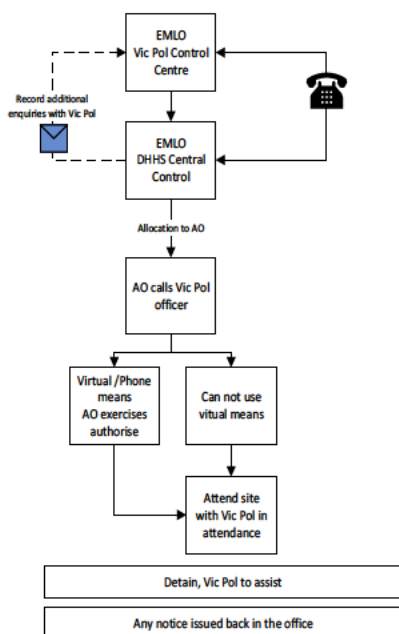 EMLO
Vic Pol Control
Centre
Record additional
enquiries with Vic Pol
EMLO
DHHS Central
Control
Allocation to AO
AO calls Vic Pol
officer
Virtual /Phone
means
AO exercises
authorise
Can not use
vitual means
Attend site
with Vic Pol in
attendance
Detain, Vic Pol to assist
Any notice issued back in the office